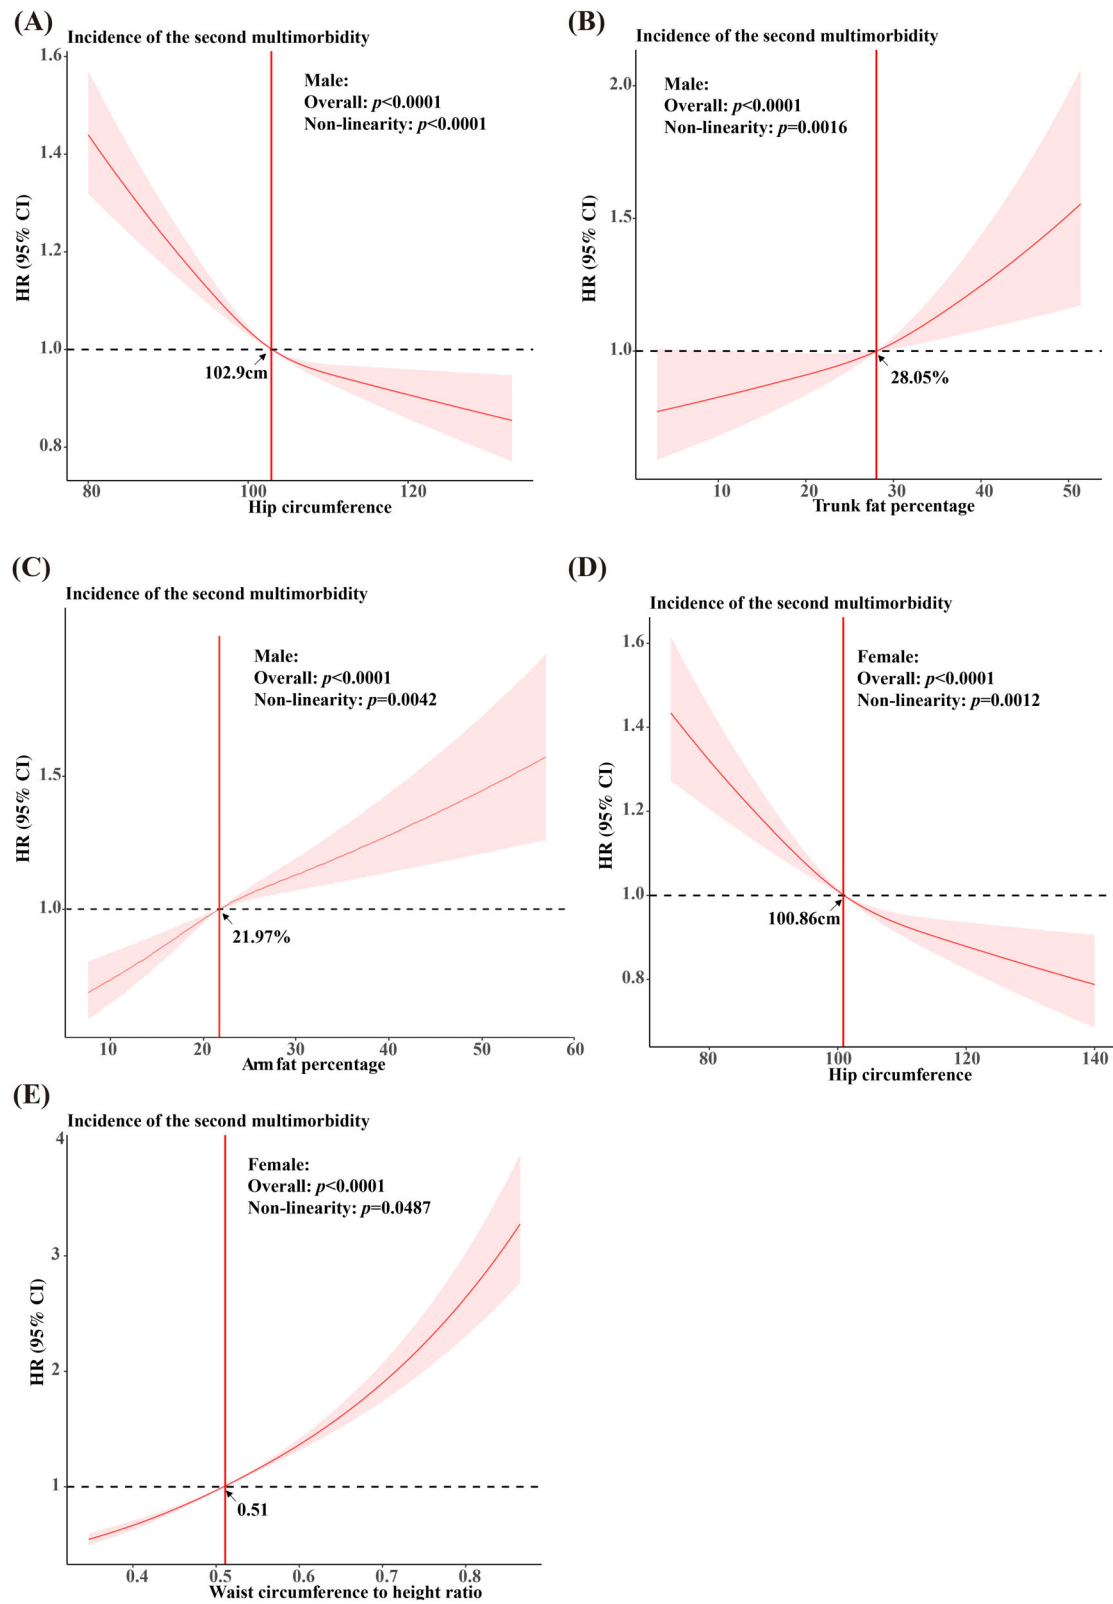 (A)
Incidence of the second multimorbidity
1.6
1.4
1.2
1.0
0.8
HR (95% CI)
Male:
Overall: p<0.0001
Non-linearity: p<0.0001
102.9cm
80
100
120
Hip circumference
(B)
Incidence of the second multimorbidity
2.0
1.5
1.0
HR (95% CI)
Male:
Overall: p<0.0001
Non-linearity: p=0.0016
28.05%
10
20
30
40
50
Trunk fat percentage
(C)
Incidence of the second multimorbidity
1.5
1.0
HR (95% CI)
Male:
Overall: p<0.0001
Non-linearity: p=0.0042
21.97%
10
20
30
40
50
60
Arm fat percentage
(D)
Incidence of the second multimorbidity
1.6
1.4
1.2
1.0
0.8
HR (95% CI)
Female:
Overall: p<0.0001
Non-linearity: p=0.0012
100.86cm
80
100
120
140
Hip circumference
(E)
Incidence of the second multimorbidity
4
3
2
1
HR (95% CI)
Female:
Overall: p<0.0001
Non-linearity: p=0.0487
0.51
0.4
0.5
0.6
0.7
0.8
Waist circumference to height ratio